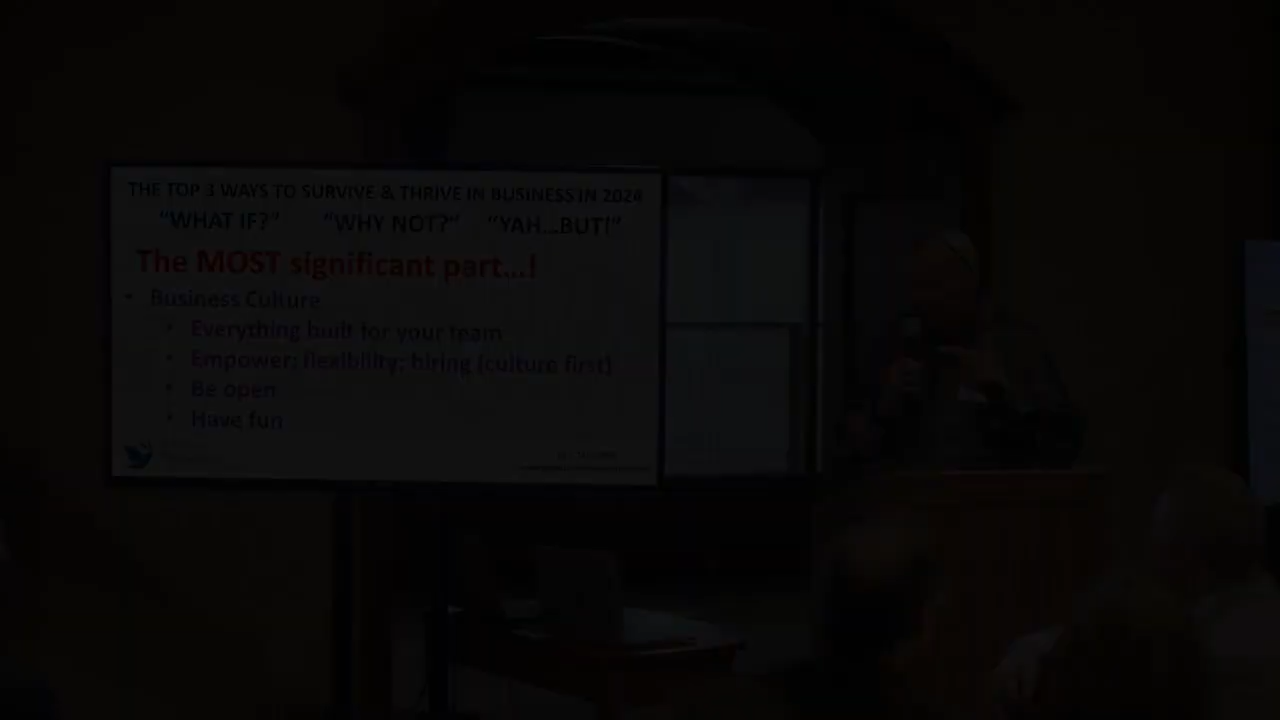 THE TOP 3 WAYS TO SURVIVE & THRIVE IN BUSINESS IN 2024
“WHAT IF?” “WHY NOT?” “YAH...BUT!”
The MOST significant part...!
• Business Culture
• Everything built for your team
• Empower; flexibility; hiring (culture first)
• Be open
• Have fun